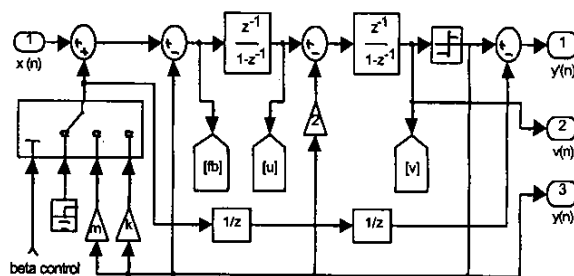 1
x (n)
+
+
+
-
z-1
1-z-1
+
-
z-1
1-z-1
+
-
1
y'(n)
2
2
v(n)
[fb]
[u]
[v]
3
y(n)
m
k
1/z
1/z
beta control